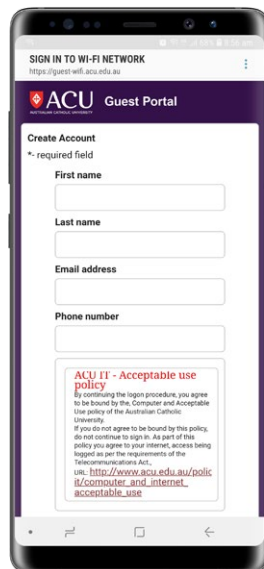 SIGN IN TO WI-FI NETWORK
https://guest-wifi.acu.edu.au
ACU Guest Portal
AUSTRALIAN CATHOLIC UNIVERSITY
Create Account
*- required field
First name
Last name
Email address
Phone number
ACU IT - Acceptable use
policy
By continuing the logon procedure, you agree
to be bound by the, Computer and Acceptable
Use policy of the Australian Catholic
University.
If you do not agree to be bound by this policy,
do not continue to sign in. As part of this
policy you agree to your internet, access being
logged as per the requirements of the
Telecommunications Act.,
URL: http://www.acu.edu.au/polic
it/computer_and_internet_
acceptable_use